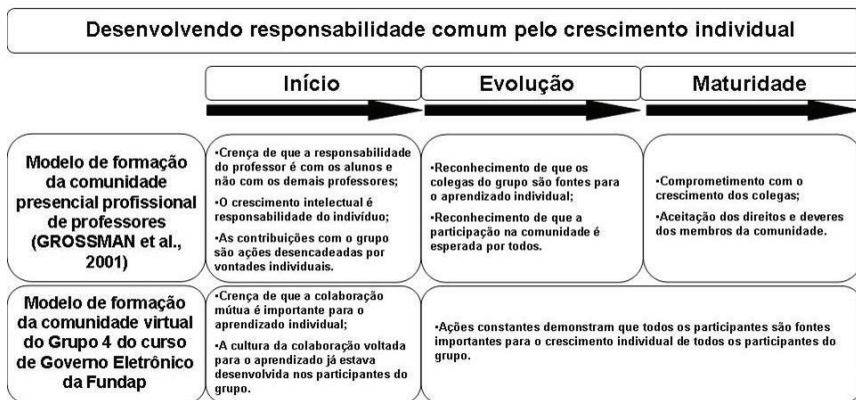 Desenvolvendo responsabilidade comum pelo crescimento individual
Início
Evolução
Maturidade
Modelo de formação
da comunidade
presencial profissional
de professores
(GROSSMAN et al.,
2001)
•Crença de que a responsabilidade
do professor é com os alunos e
não com os demais professores;
•O crescimento intelectual é
responsabilidade do indivíduo;
•As contribuições com o grupo
são ações desencadeadas por
vontades individuais.
•Reconhecimento de que os
colegas do grupo são fontes para
o aprendizado individual;
•Reconhecimento de que a
participação na comunidade é
esperada por todos.
•Comprometimento com o
crescimento dos colegas;
•Aceitação dos direitos e deveres
dos membros da comunidade.
Modelo de formação
da comunidade virtual
do Grupo 4 do curso
de Governo Eletrônico
da Fundap
•Crença de que a colaboração
mútua é importante para o
aprendizado individual;
•A cultura da colaboração voltada
para o aprendizado já estava
desenvolvida nos participantes do
grupo.
•Ações constantes demonstram que todos os participantes são fontes
importantes para o crescimento individual de todos os participantes do
grupo.